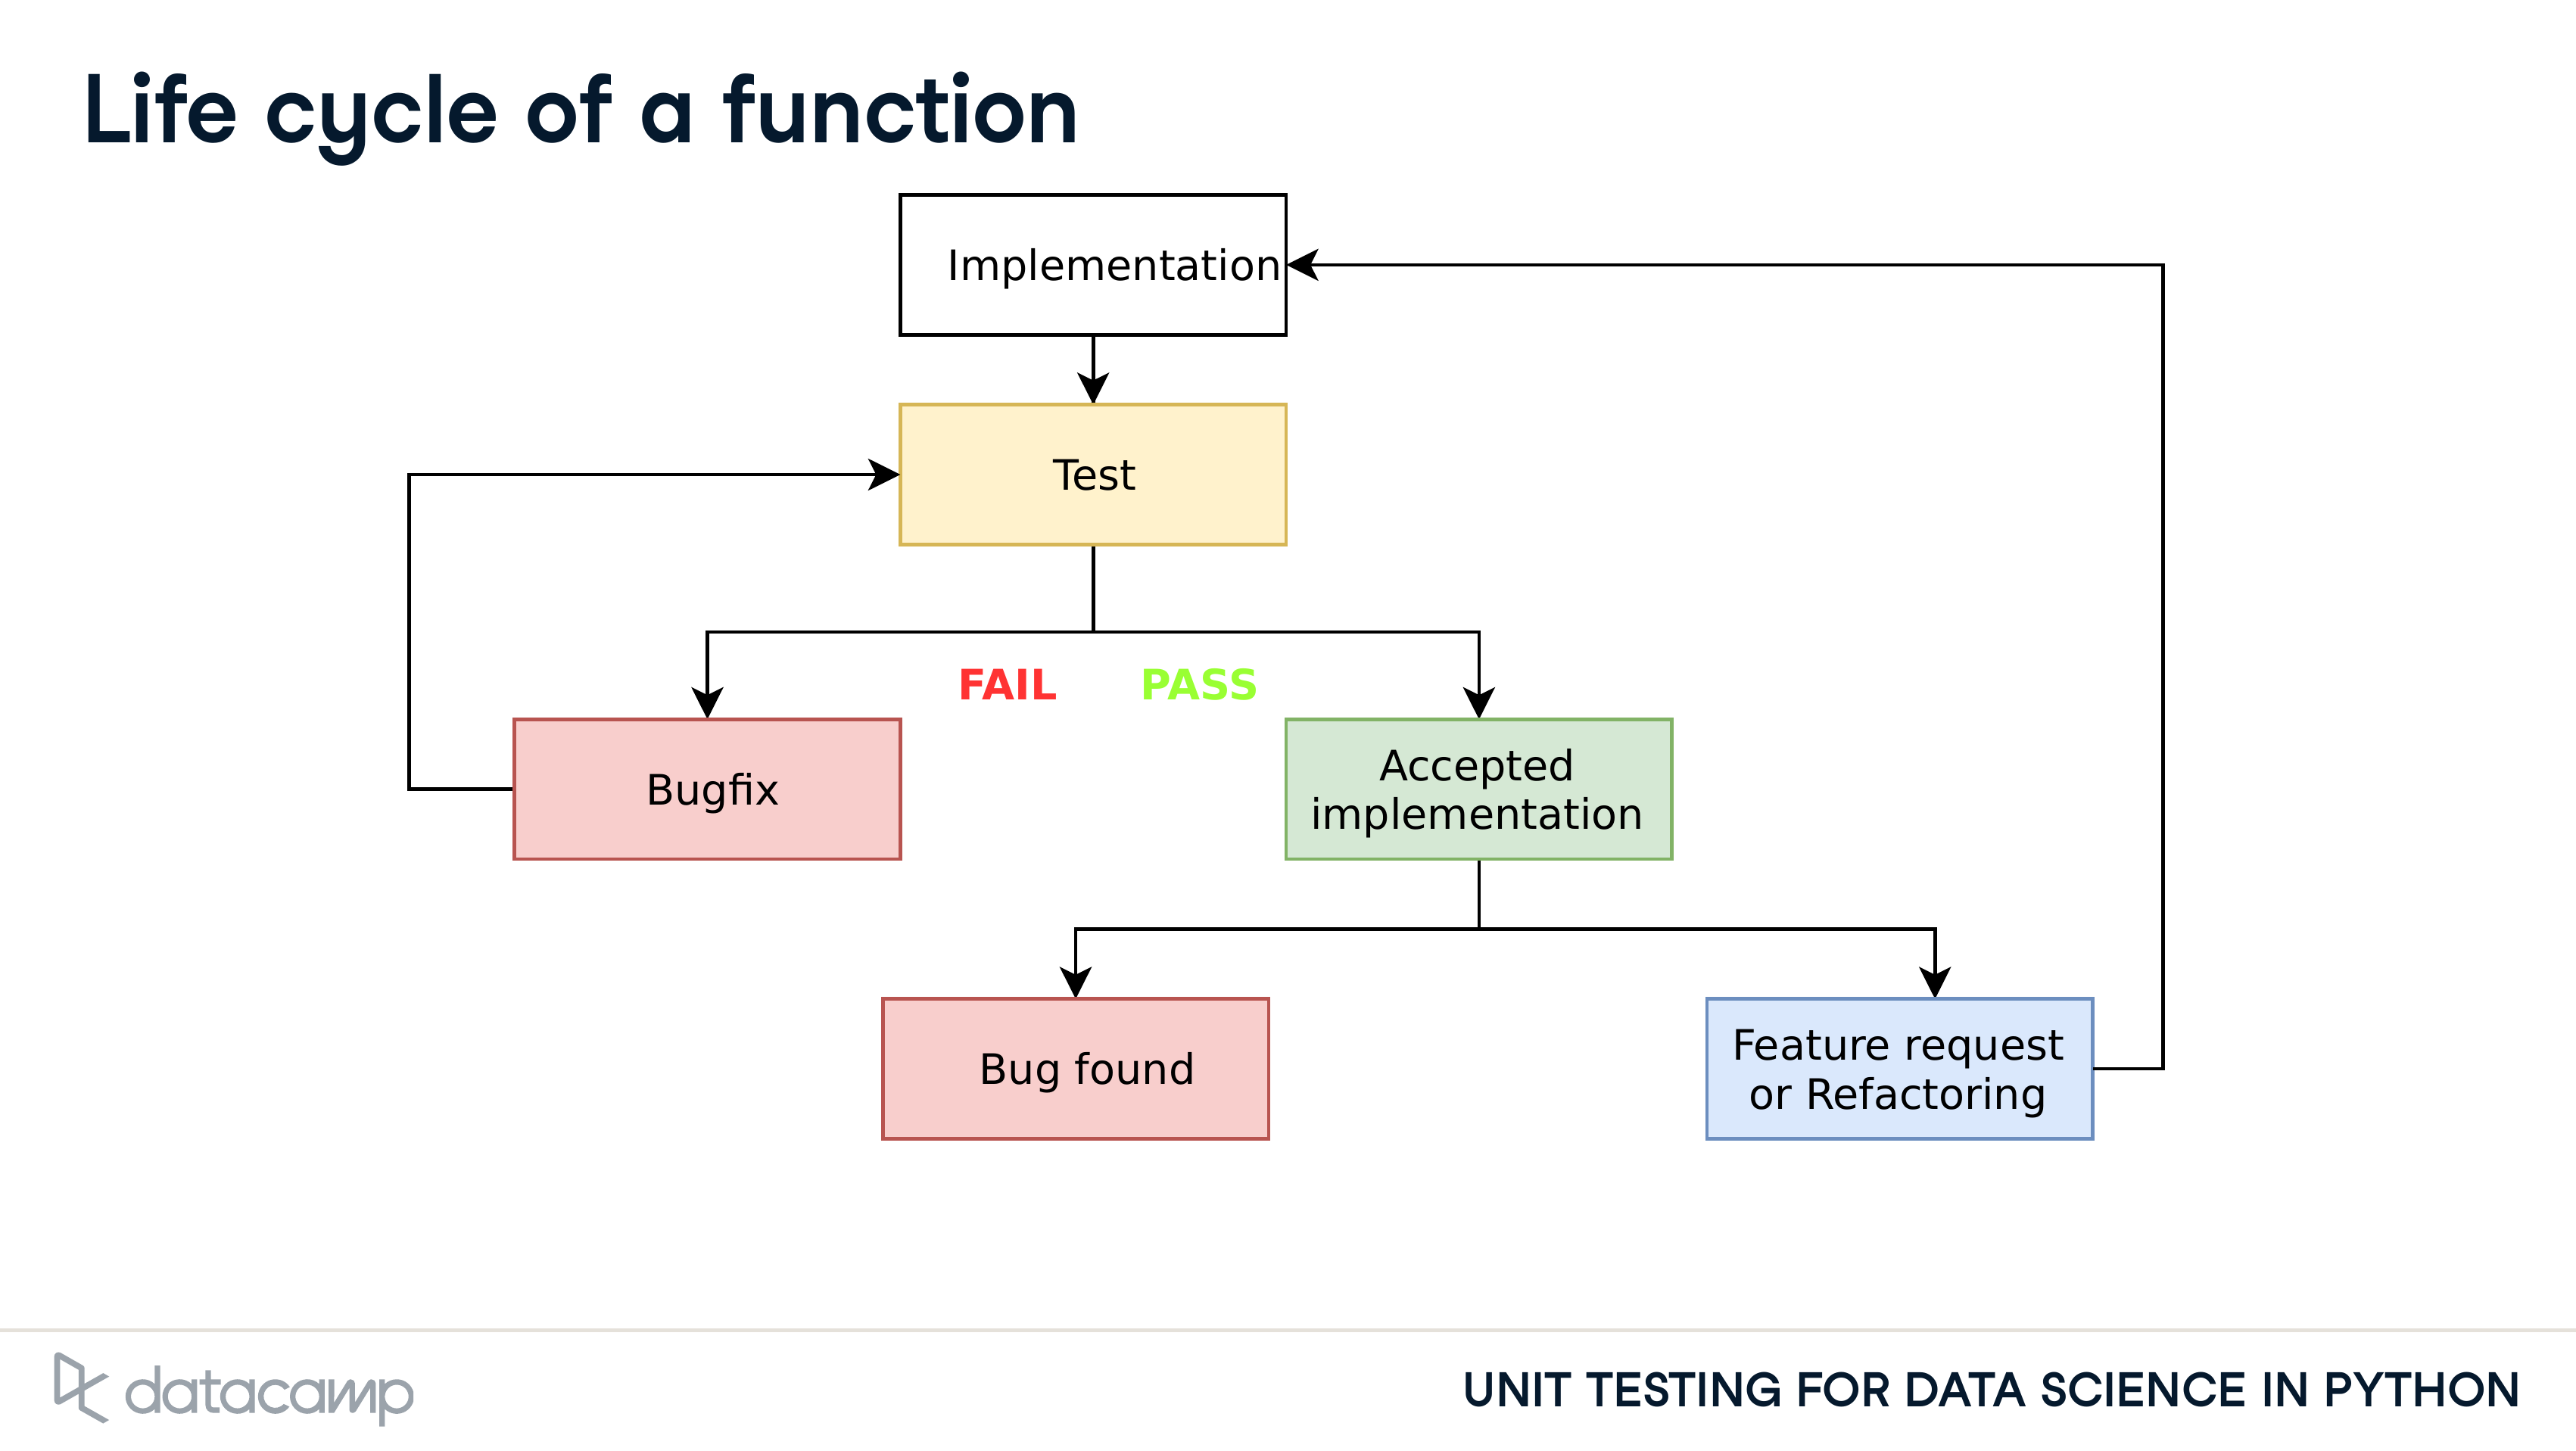 Life cycle of a function
Implementation
Test
FAIL
PASS
Bugfix
Accepted
implementation
Bug found
Feature request
or Refactoring
datacamp
UNIT TESTING FOR DATA SCIENCE IN PYTHON